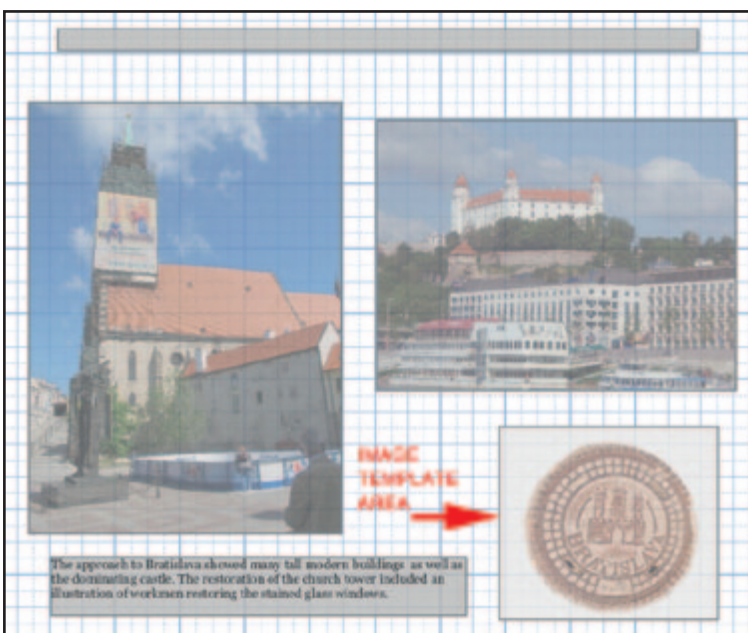 IMAGE
TEMPLATE
AREA
BRATISLAVA
The approach to Bratislava showed many tall modern buildings as well as
the dominating castle. The restoration of the church tower included an
illustration of workmen restoring the stained glass windows.